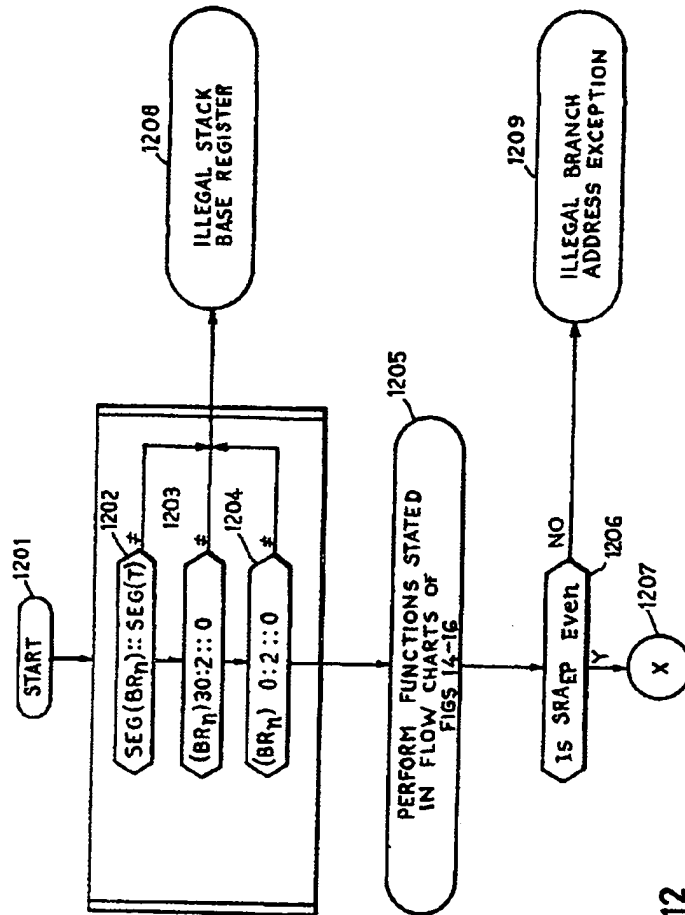 1201
START
1202
SEG(BRn)::SEG(T)
≠
1203
(BRn)30:2::0
≠
1204
(BRn) 0:2::0
≠
1208
ILLEGAL STACK
BASE REGISTER
1205
PERFORM FUNCTIONS STATED
IN FLOW CHARTS OF
FIGS 14-16
Is SRAEP Even
1206
NO
Y
1209
ILLEGAL BRANCH
ADDRESS EXCEPTION
X
1207
12